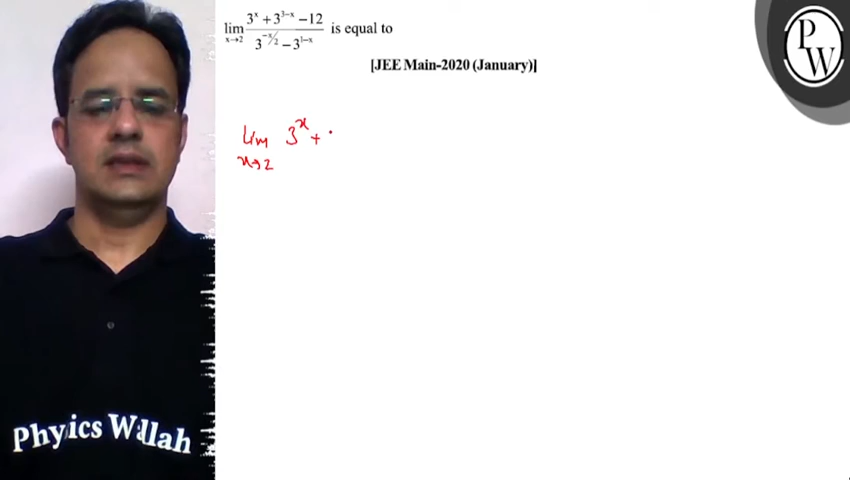 lim x→2 (3^x + 3^(3−x) − 12) / (3^(−x/2) − 3^(1−x)) is equal to
[JEE Main-2020 (January)]
lim x→2 3^x +
P
W
Physics Wallah